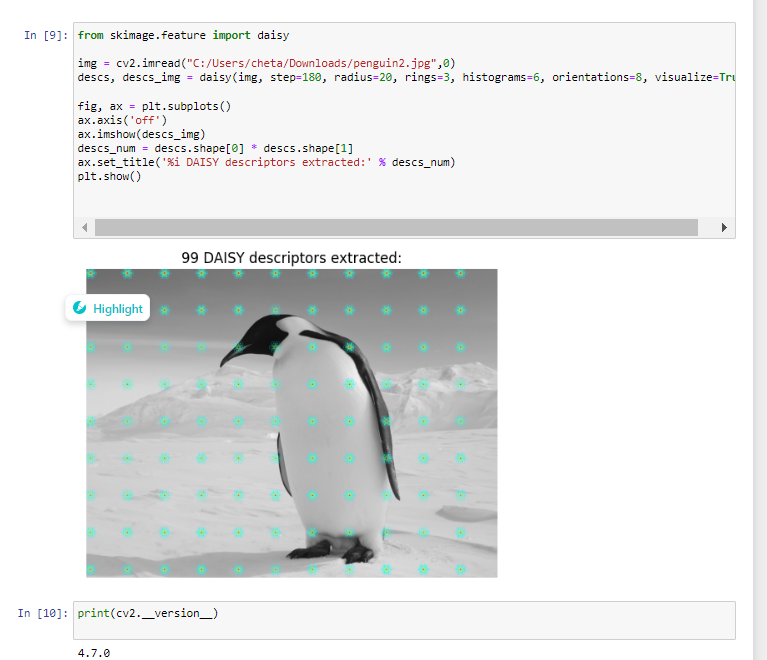 In [9]: from skimage.feature import daisy
img = cv2.imread("C:/Users/cheta/Downloads/penguin2.jpg",0)
descs, descs_img = daisy(img, step=180, radius=20, rings=3, histograms=6, orientations=8, visualize=Tru
fig, ax = plt.subplots()
ax.axis('off')
ax.imshow(descs_img)
descs_num = descs.shape[0] * descs.shape[1]
ax.set_title('%i DAISY descriptors extracted:' % descs_num)
plt.show()
99 DAISY descriptors extracted:
Highlight
In [10]: print(cv2.__version__)
4.7.0